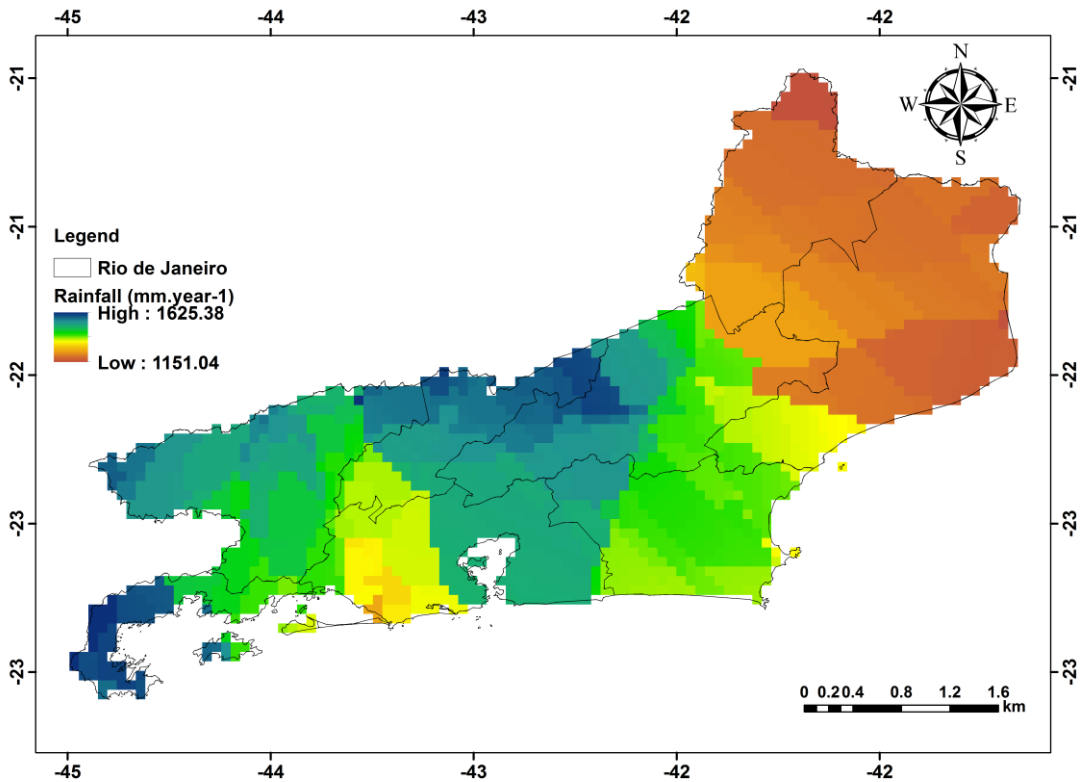 -45 -44 -43 -42 -42
-21 -21
N
W E
S
-21 -21
Legend
Rio de Janeiro
Rainfall (mm.year-1)
High : 1625.38
Low : 1151.04
-22 -22
-23 -23
-23 -23
0 0.20.4 0.8 1.2 1.6
km
-45 -44 -43 -42 -42